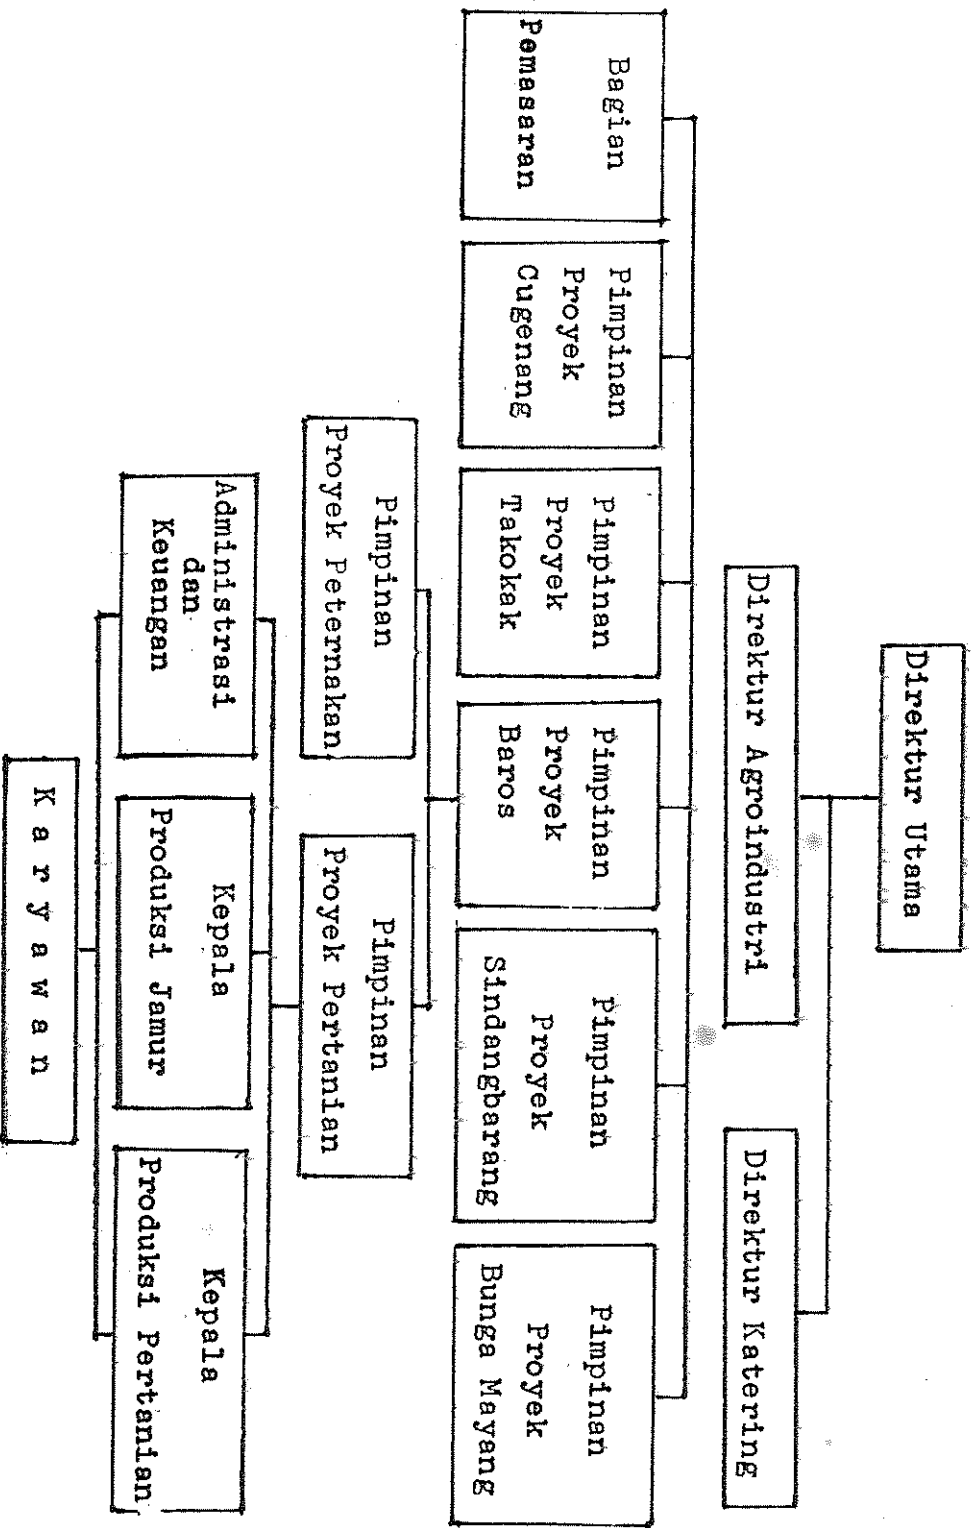 Direktur Utama
Direktur Agroindustri
Direktur Katering
Bagian
Pemasaran
Pimpinan
Proyek
Cugenang
Pimpinan
Proyek
Takokak
Pimpinan
Proyek
Baros
Pimpinan
Proyek
Sindangbarang
Pimpinan
Proyek
Bunga Mayang
Pimpinan
Proyek Peternakan
Pimpinan
Proyek Pertanian
Administrasi
dan
Keuangan
Kepala
Produksi Jamur
Kepala
Produksi Pertanian
K a r y a w a n